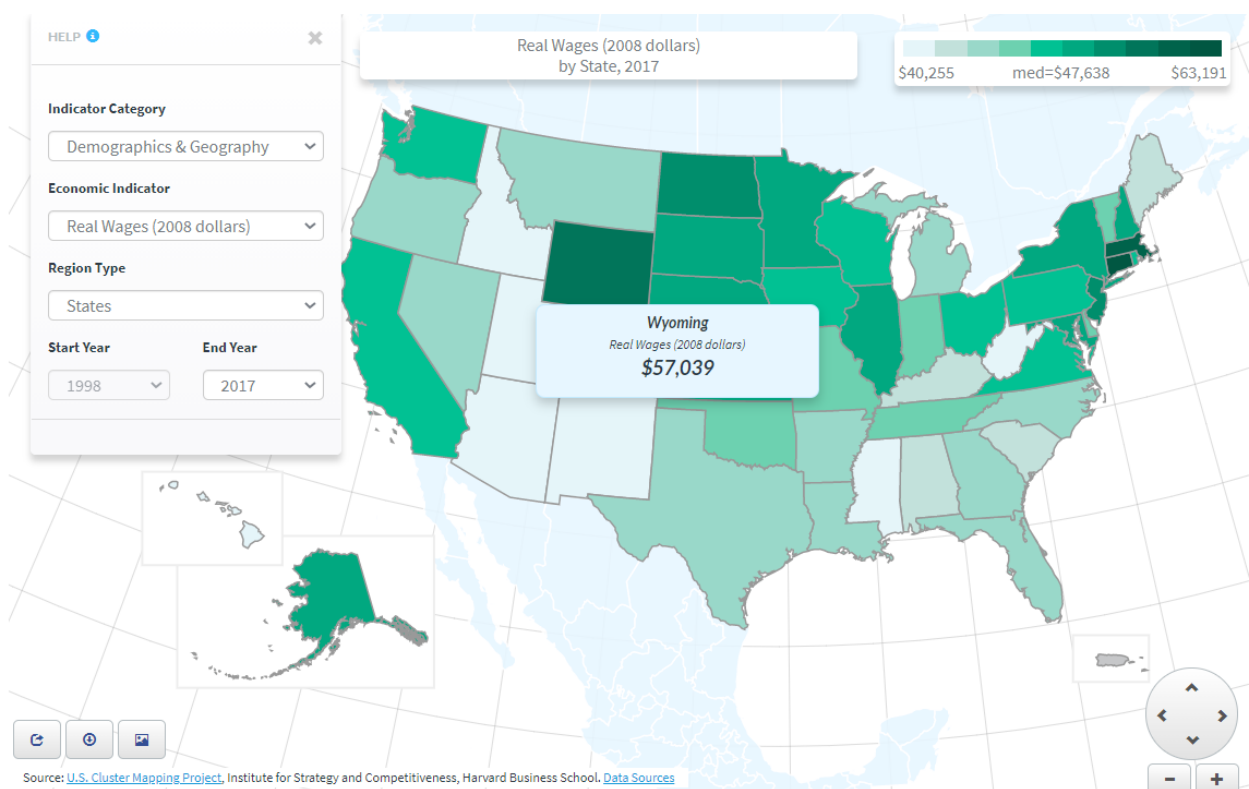 HELP
Indicator Category
Demographics & Geography
Economic Indicator
Real Wages (2008 dollars)
Region Type
States
Start Year
End Year
1998
2017
Real Wages (2008 dollars)
by State, 2017
$40,255
med=$47,638
$63,191
Wyoming
Real Wages (2008 dollars)
$57,039
Source: U.S. Cluster Mapping Project, Institute for Strategy and Competitiveness, Harvard Business School. Data Sources